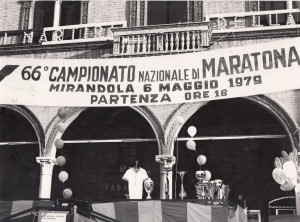 66° CAMPIONATO NAZIONALE DI MARATONA
MIRANDOLA 6 MAGGIO 1979
PARTENZA ORE 16